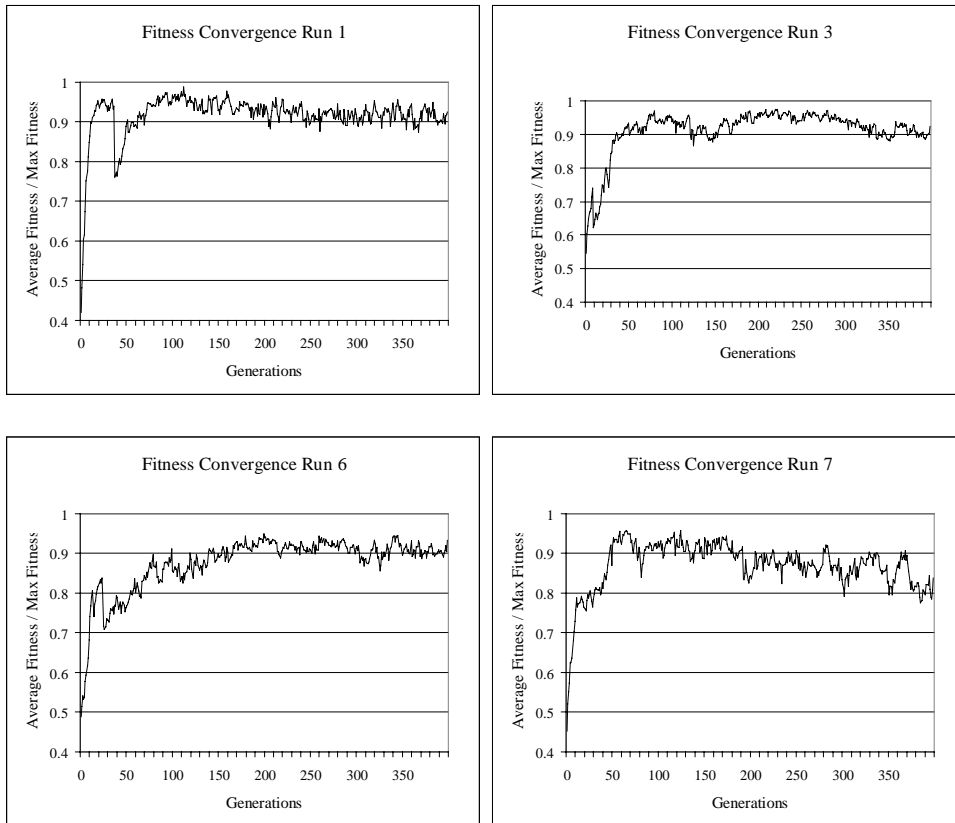 Fitness Convergence Run 1
Average Fitness / Max Fitness
1
0.9
0.8
0.7
0.6
0.5
0.4
0 50 100 150 200 250 300 350
Generations
Fitness Convergence Run 3
Average Fitness / Max Fitness
1
0.9
0.8
0.7
0.6
0.5
0.4
0 50 100 150 200 250 300 350
Generations
Fitness Convergence Run 6
Average Fitness / Max Fitness
1
0.9
0.8
0.7
0.6
0.5
0.4
0 50 100 150 200 250 300 350
Generations
Fitness Convergence Run 7
Average Fitness / Max Fitness
1
0.9
0.8
0.7
0.6
0.5
0.4
0 50 100 150 200 250 300 350
Generations